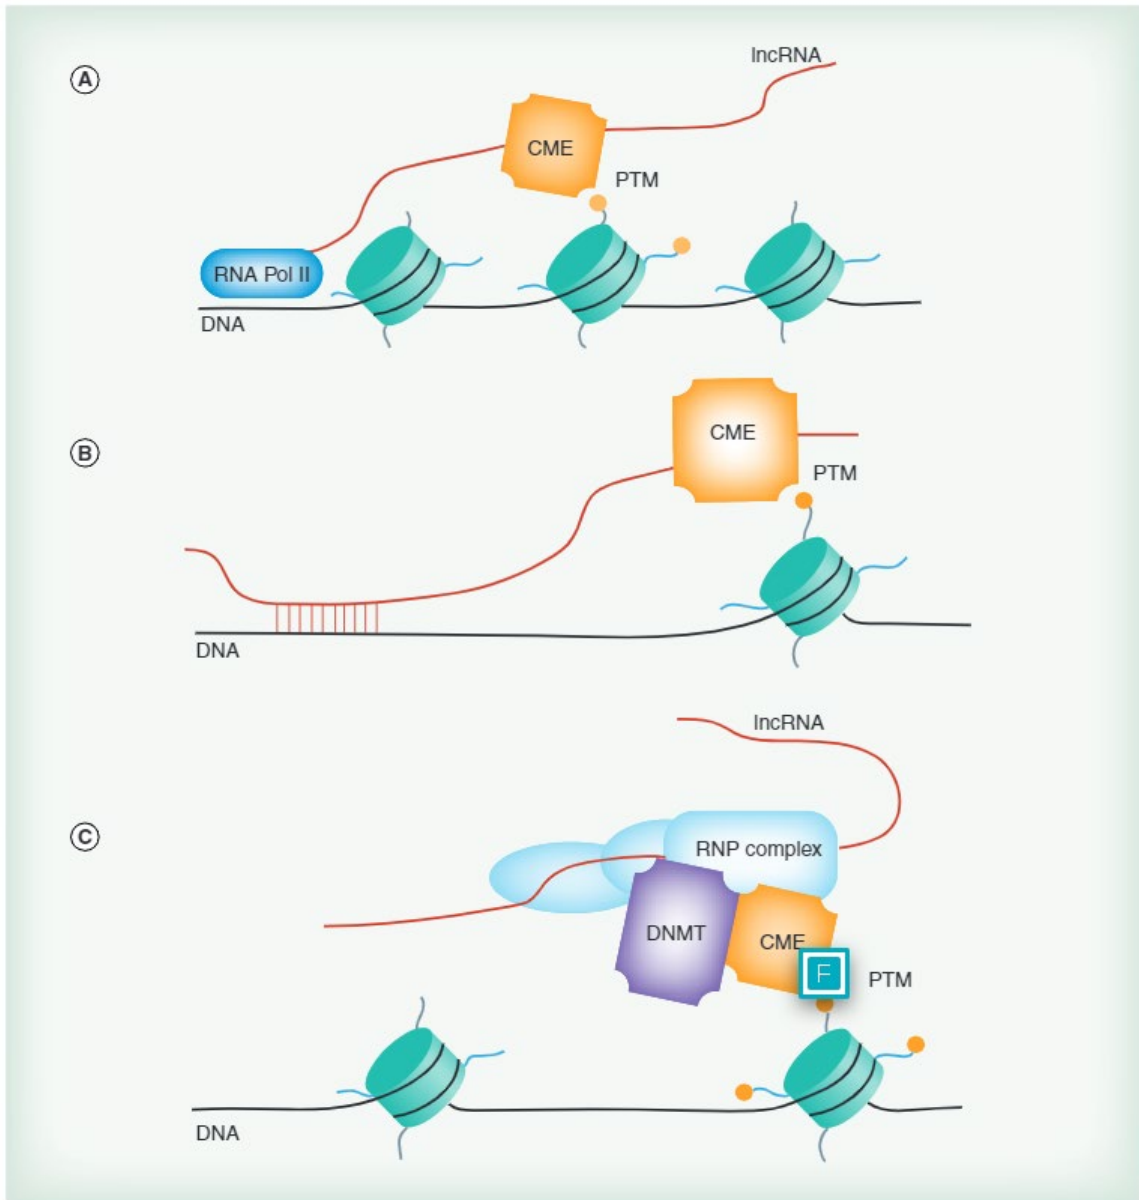 A
lncRNA
CME
PTM
RNA Pol II
DNA
B
CME
PTM
DNA
lncRNA
C
RNP complex
DNMT
CME
F
PTM
DNA